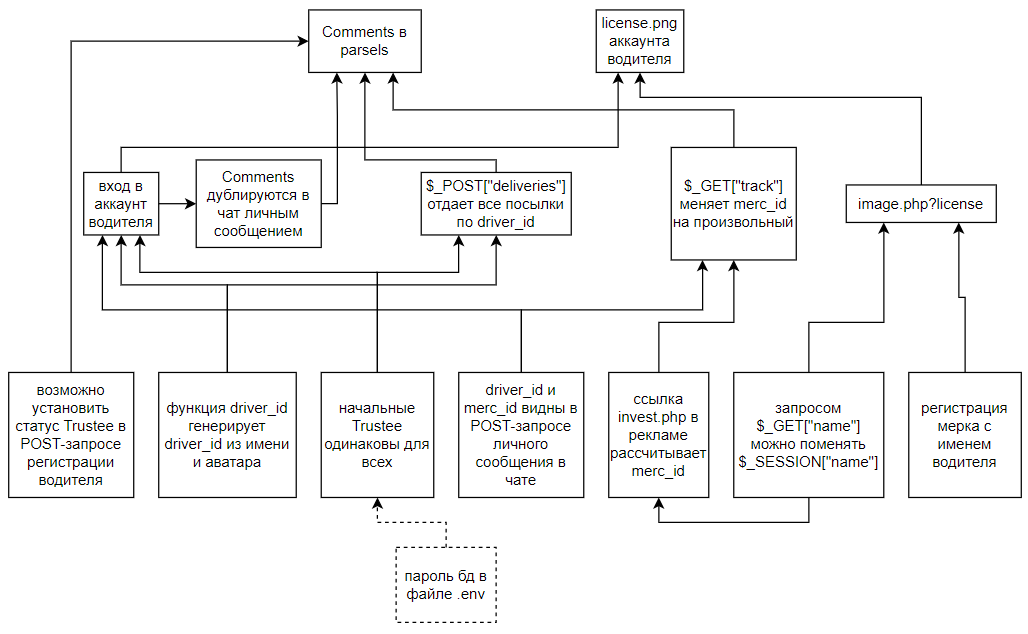 Comments в
parsels
license.png
аккаунта
водителя
вход в
аккаунт
водителя
Comments
дублируются в
чат личным
сообщением
$_POST["deliveries"]
отдает все посылки
по driver_id
$_GET["track"]
меняет merc_id
на произвольный
image.php?license
возможно
установить
статус Trustee в
POST-запросе
регистрации
водителя
функция driver_id
генерирует
driver_id из имени
и аватара
начальные
Trustee
одинаковы для
всех
driver_id и
merc_id видны в
POST-запросе
личного
сообщения в
чате
ссылка
invest.php в
рекламе
рассчитывает
merc_id
запросом
$_GET["name"]
можно поменять
$_SESSION["name"]
регистрация
мерка с
именем
водителя
пароль бд в
файле .env